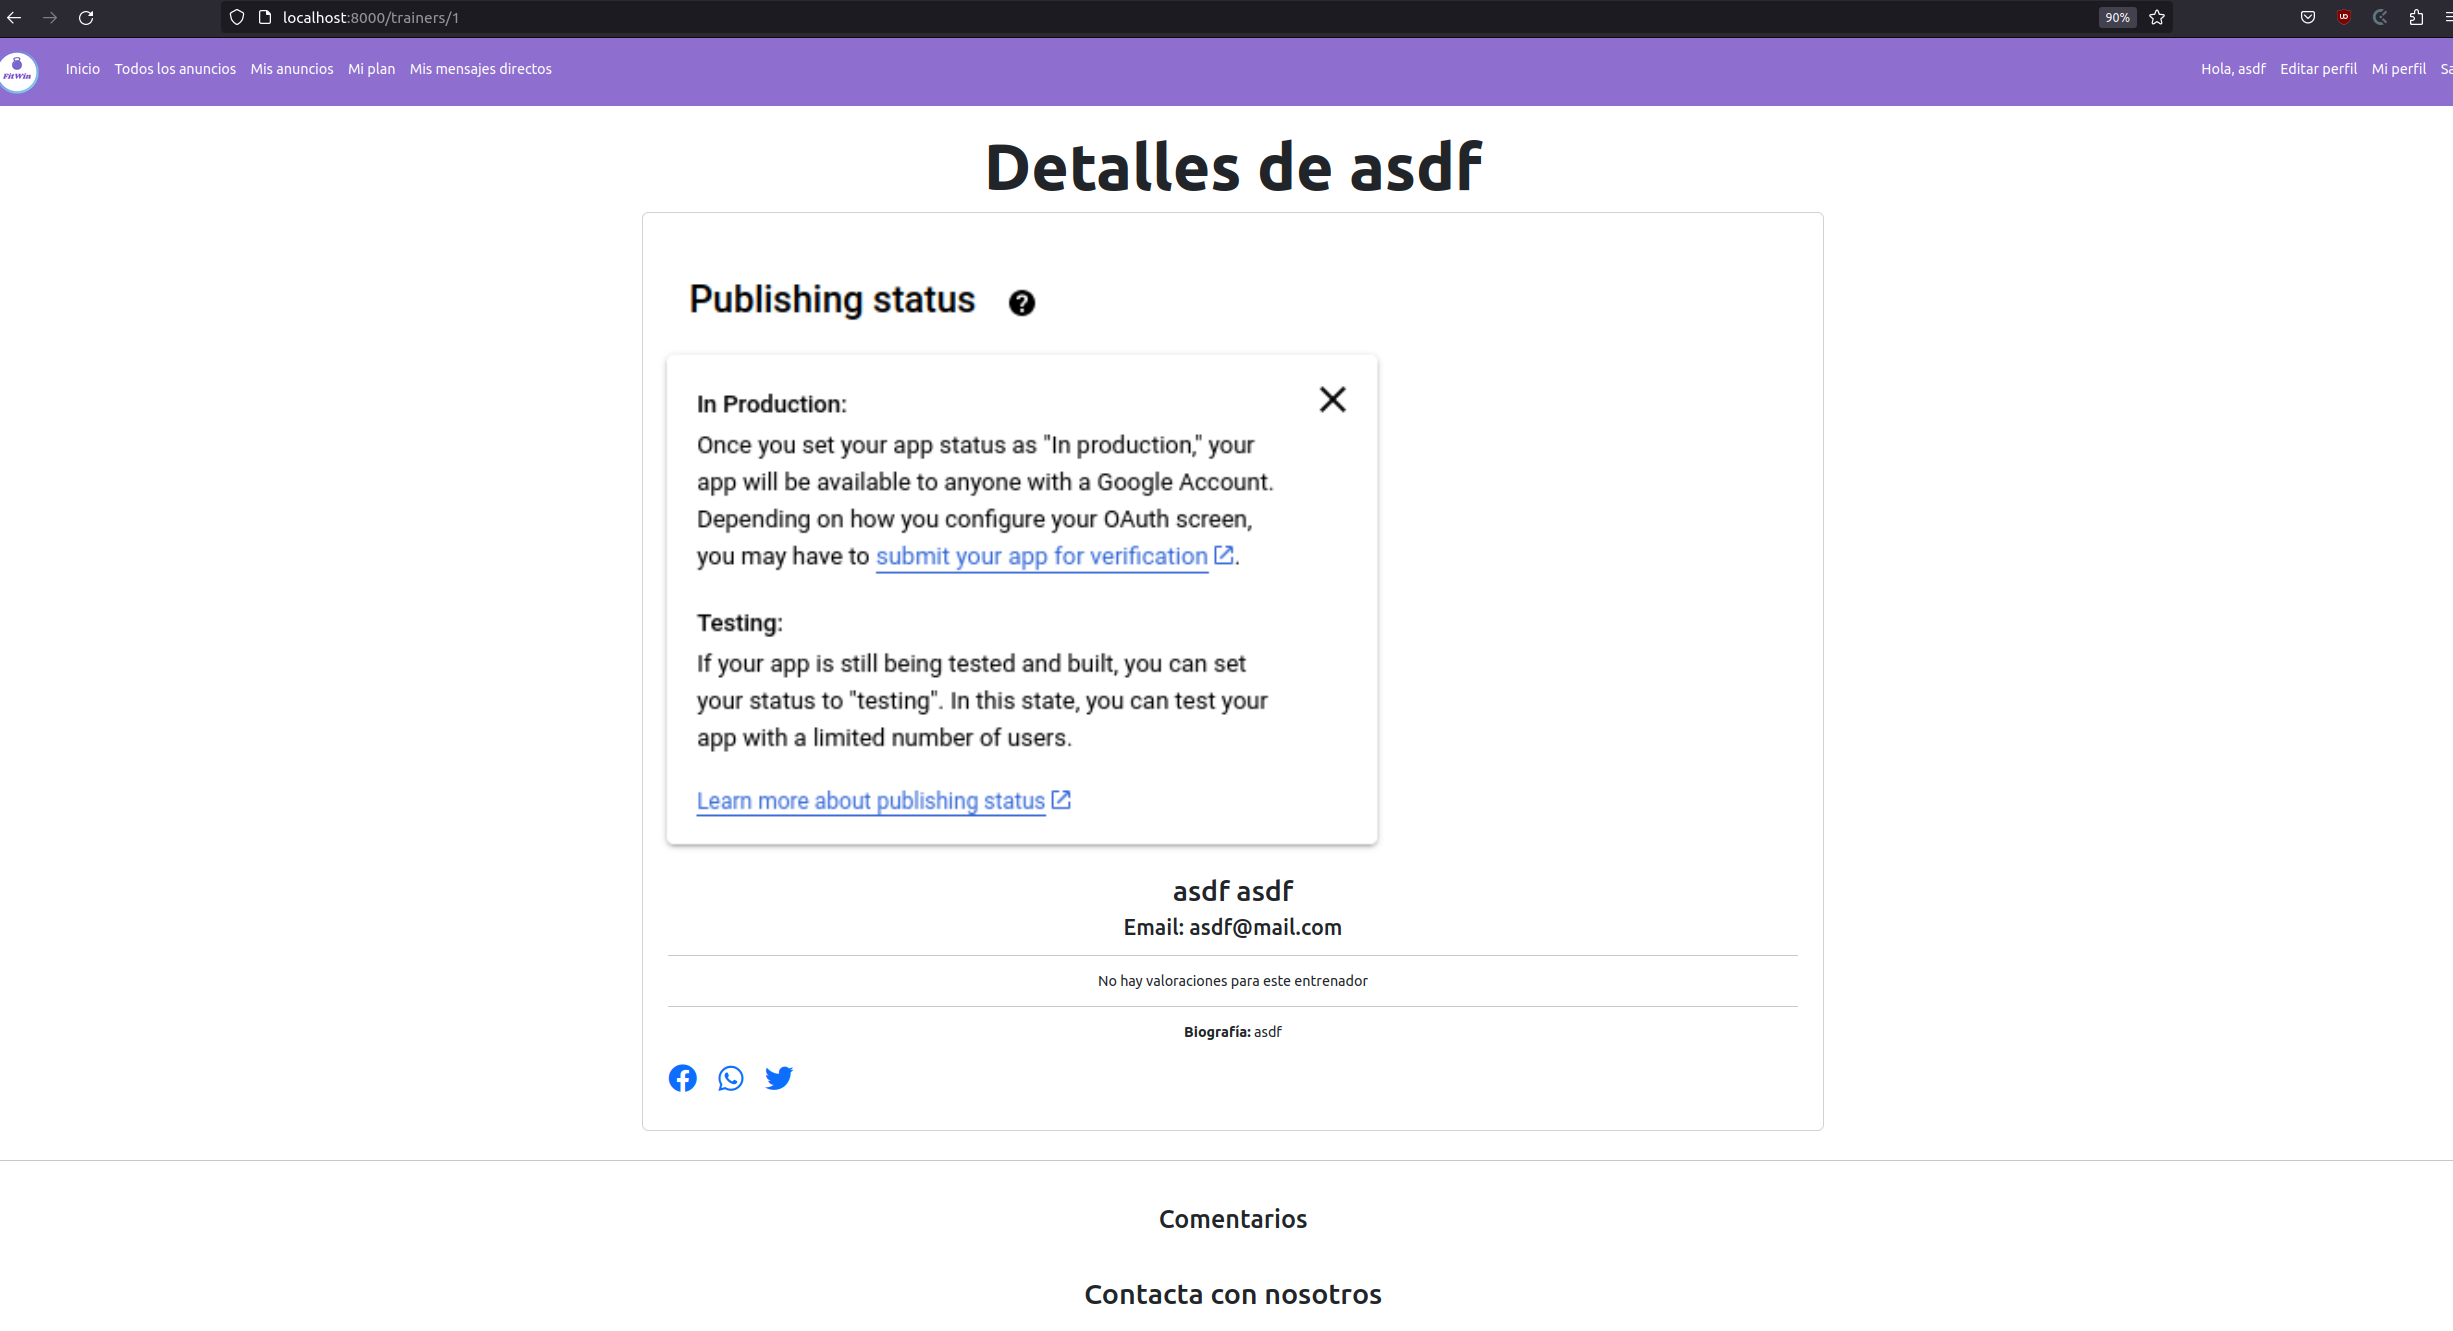 localhost:8000/trainers/1
90%
FitWin
Inicio Todos los anuncios Mis anuncios Mi plan Mis mensajes directos
Hola, asdf Editar perfil Mi perfil
Detalles de asdf
Publishing status
In Production:
Once you set your app status as "In production," your
app will be available to anyone with a Google Account.
Depending on how you configure your OAuth screen,
you may have to submit your app for verification.
Testing:
If your app is still being tested and built, you can set
your status to "testing". In this state, you can test your
app with a limited number of users.
Learn more about publishing status
asdf asdf
Email: asdf@mail.com
No hay valoraciones para este entrenador
Biografía: asdf
Comentarios
Contacta con nosotros